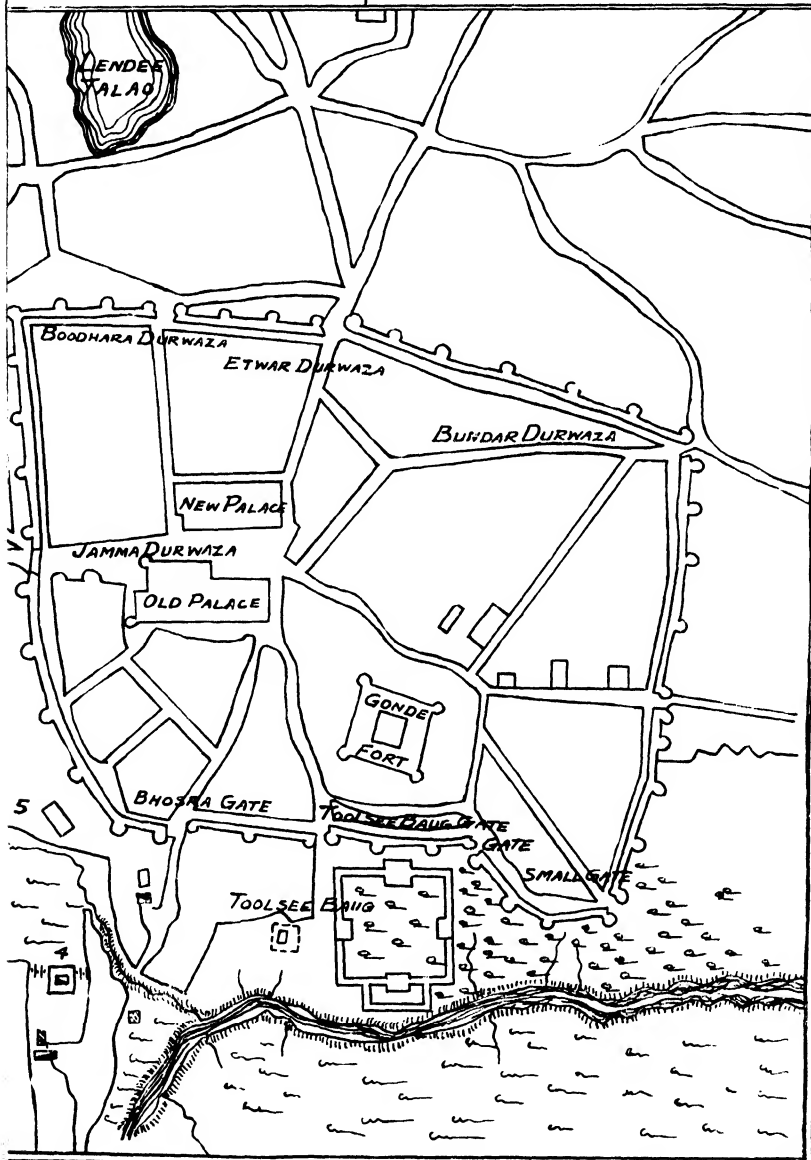 LENDEE
TALAO
BOODHARA DURWAZA
ETWAR DURWAZA
BUNDAR DURWAZA
NEW PALACE
JAMMA DURWAZA
OLD PALACE
GONDE
FORT
BHOSRA GATE
5
TOOLSEE BAUG GATE
GATE
SMALL GATE
TOOLSEE BAUG
4